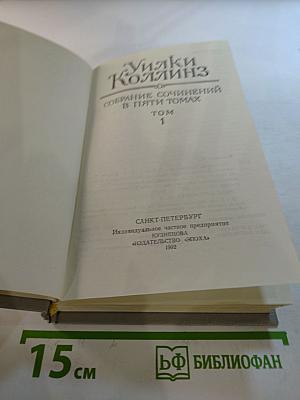 Уилки
Коллинз
СОБРАНИЕ СОЧИНЕНИЙ
В ПЯТИ ТОМАХ
ТОМ
1
САНКТ-ПЕТЕРБУРГ
Индивидуальное частное предприятие
КУЗНЕЦОВА
«ИЗДАТЕЛЬСТВО «ЭПОХА»
1992
15 см
БФ БИБЛИОФАН